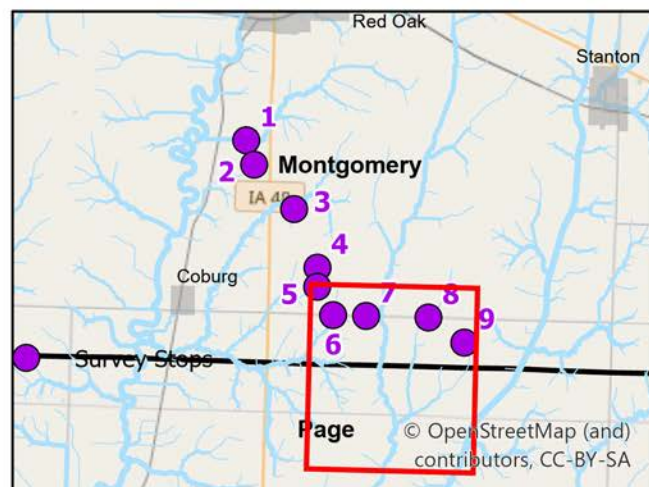 Red Oak
Stanton
1
2
Montgomery
IA 48
3
4
Coburg
5
6
7
8
9
Survey Stops
Page
© OpenStreetMap (and)
contributors, CC-BY-SA